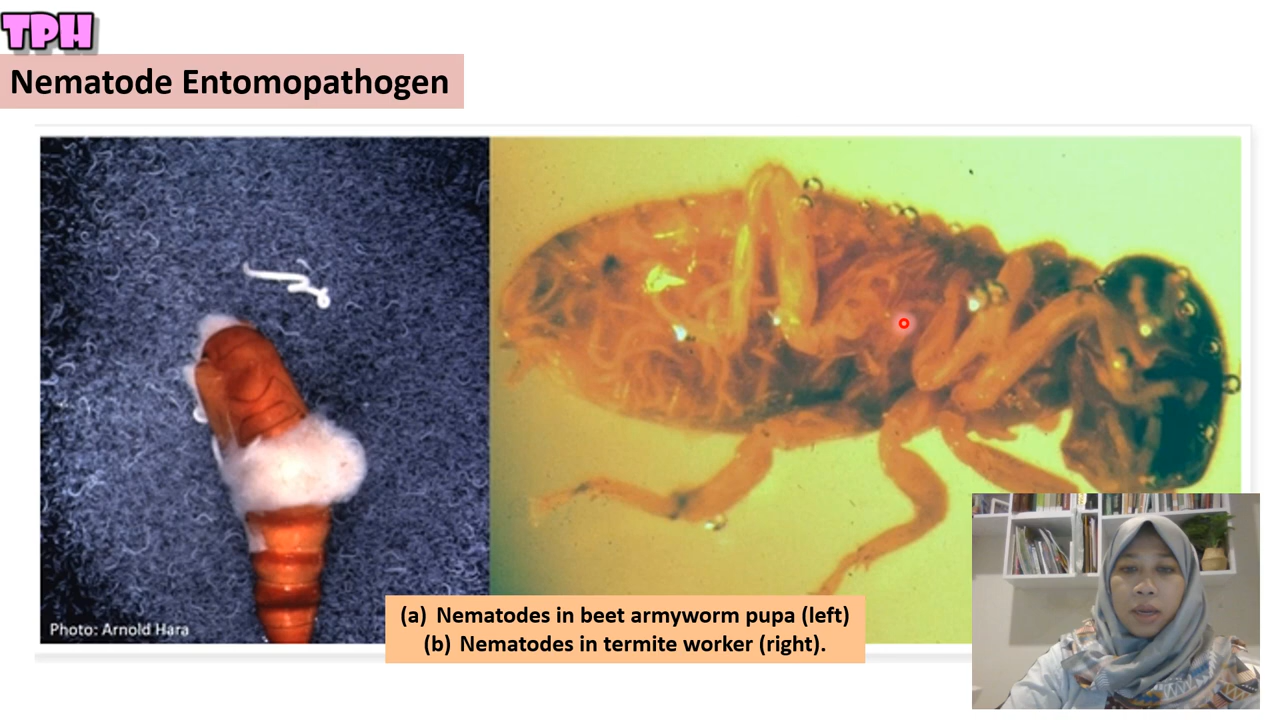 TPH
Nematode Entomopathogen
Photo: Arnold Hara
(a) Nematodes in beet armyworm pupa (left)
(b) Nematodes in termite worker (right).